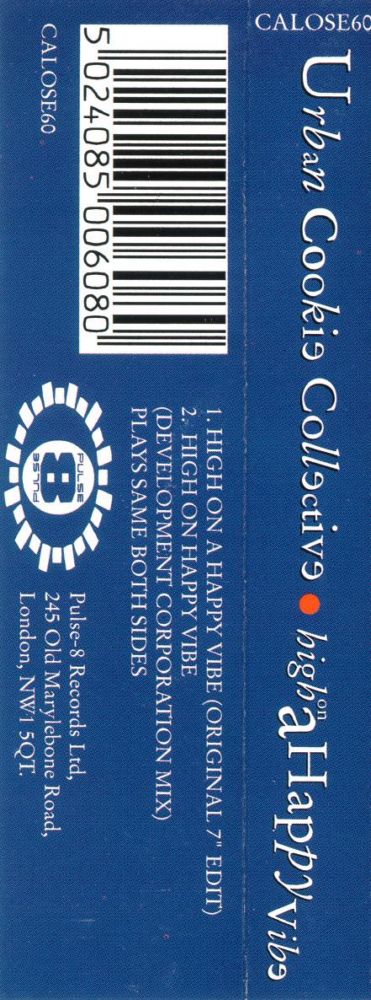 CALOSE60
Urban Cookie Collective • high on a Happy Vibe
1. HIGH ON A HAPPY VIBE (ORIGINAL 7" EDIT)
2. HIGH ON HAPPY VIBE
(DEVELOPMENT CORPORATION MIX)
PLAYS SAME BOTH SIDES
5 024085 006080
CALOSE60
PULSE
8
PULSE
Pulse-8 Records Ltd,
245 Old Marylebone Road,
London, NW1 5QT.